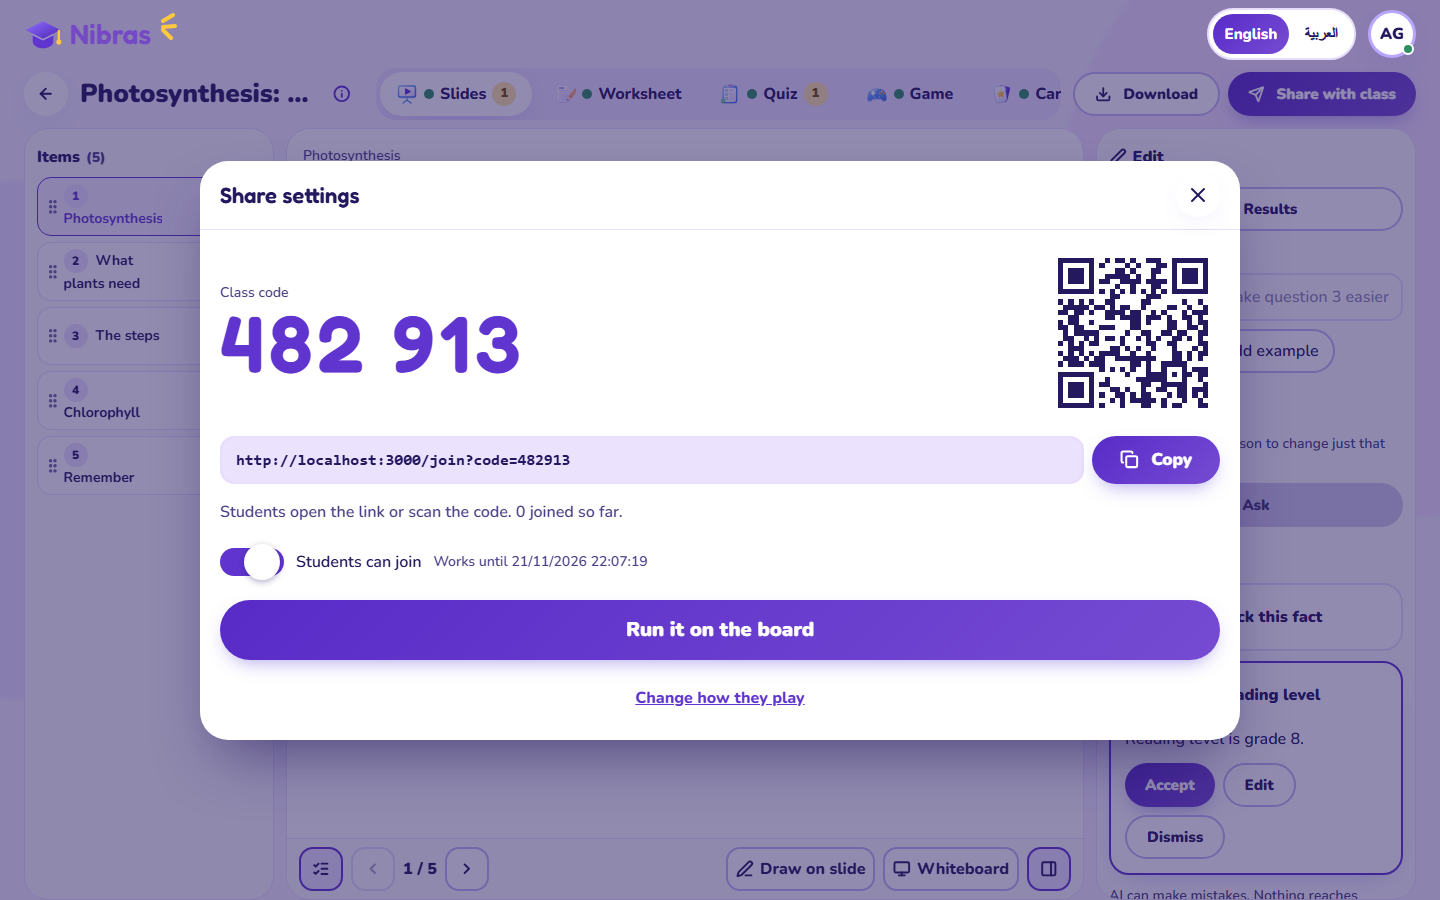 Nibras
English
العربية
AG
Photosynthesis: ...
Slides 1
Worksheet
Quiz 1
Game
Car
Download
Share with class
Items (5)
1
Photosynthesis
2 What
plants need
3 The steps
4
Chlorophyll
5
Remember
Photosynthesis
Share settings
Class code
482 913
http://localhost:3000/join?code=482913
Copy
Students open the link or scan the code. 0 joined so far.
Students can join Works until 21/11/2026 22:07:19
Run it on the board
Change how they play
1 / 5
Draw on slide
Whiteboard
Edit
Results
question 3 easier
example
to change just that
Ask
this fact
level
Reading level is grade 8.
Accept
Edit
Dismiss
AI can make mistakes. Nothing reaches